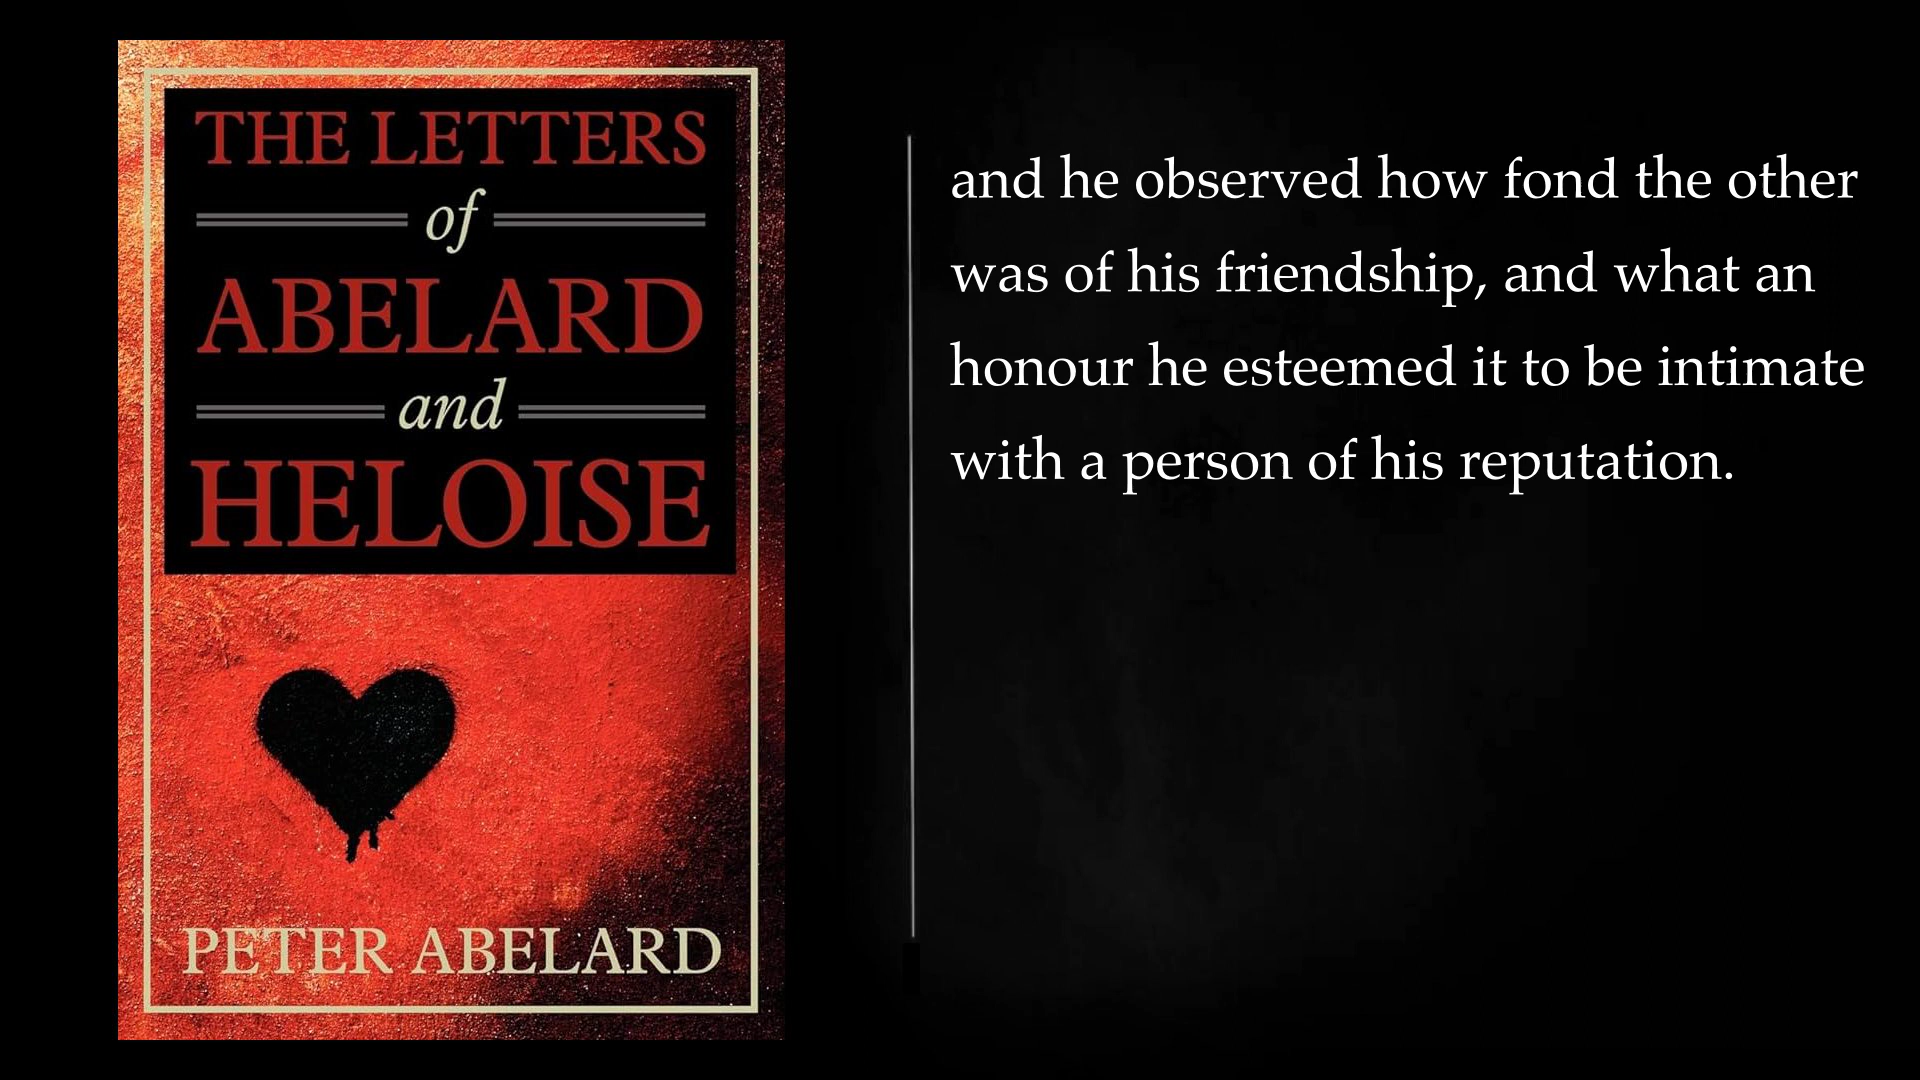 THE LETTERS
of
ABELARD
and
HELOISE
PETER ABELARD
and he observed how fond the other
was of his friendship, and what an
honour he esteemed it to be intimate
with a person of his reputation.